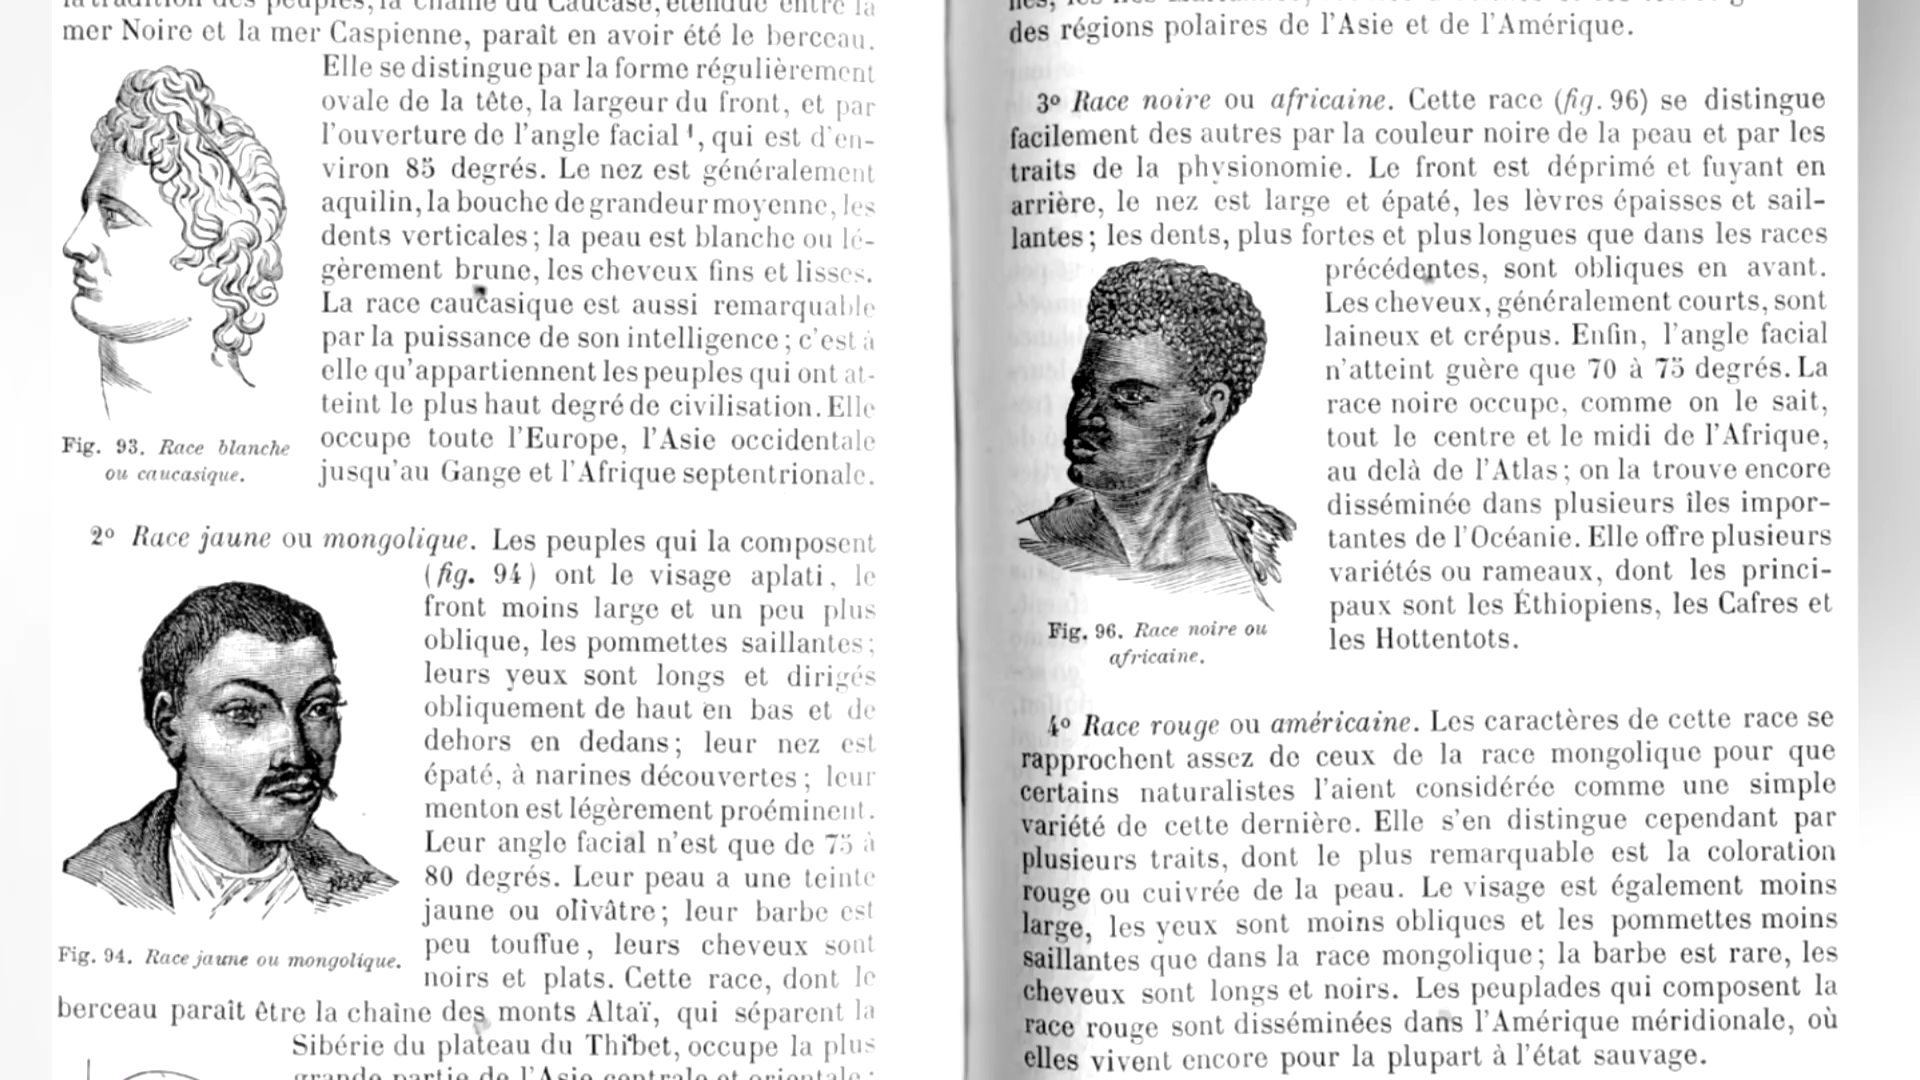 la tradition des peuples, la chaîne du Caucase, étendue entre la
mer Noire et la mer Caspienne, paraît en avoir été le berceau.
Elle se distingue par la forme régulièrement
ovale de la tête, la largeur du front, et par
l'ouverture de l'angle facial¹, qui est d'en-
viron 85 degrés. Le nez est généralement
aquilin, la bouche de grandeur moyenne, les
dents verticales; la peau est blanche ou lé-
gèrement brune, les cheveux fins et lisses.
La race caucasique est aussi remarquable
par la puissance de son intelligence; c'est à
elle qu'appartiennent les peuples qui ont at-
teint le plus haut degré de civilisation. Elle
occupe toute l'Europe, l'Asie occidentale
jusqu'au Gange et l'Afrique septentrionale.
Fig. 93. Race blanche
ou caucasique.
2º Race jaune ou mongolique. Les peuples qui la composent
(fig. 94) ont le visage aplati, le
front moins large et un peu plus
oblique, les pommettes saillantes;
leurs yeux sont longs et dirigés
obliquement de haut en bas et de
dehors en dedans; leur nez est
épaté, à narines découvertes; leur
menton est légèrement proéminent.
Leur angle facial n'est que de 75 à
80 degrés. Leur peau a une teinte
jaune ou olivâtre; leur barbe est
peu touffue, leurs cheveux sont
noirs et plats. Cette race, dont le
Fig. 94. Race jaune ou mongolique.
berceau paraît être la chaîne des monts Altaï, qui séparent la
Sibérie du plateau du Thibet, occupe la plus
grande partie de l'Asie centrale et orientale;
des régions polaires de l'Asie et de l'Amérique.
3º Race noire ou africaine. Cette race (fig. 96) se distingue
facilement des autres par la couleur noire de la peau et par les
traits de la physionomie. Le front est déprimé et fuyant en
arrière, le nez est large et épaté, les lèvres épaisses et sail-
lantes; les dents, plus fortes et plus longues que dans les races
précédentes, sont obliques en avant.
Les cheveux, généralement courts, sont
laineux et crépus. Enfin, l'angle facial
n'atteint guère que 70 à 75 degrés. La
race noire occupe, comme on le sait,
tout le centre et le midi de l'Afrique,
au delà de l'Atlas; on la trouve encore
disséminée dans plusieurs îles impor-
tantes de l'Océanie. Elle offre plusieurs
variétés ou rameaux, dont les princi-
paux sont les Éthiopiens, les Cafres et
les Hottentots.
Fig. 96. Race noire ou
africaine.
4º Race rouge ou américaine. Les caractères de cette race se
rapprochent assez de ceux de la race mongolique pour que
certains naturalistes l'aient considérée comme une simple
variété de cette dernière. Elle s'en distingue cependant par
plusieurs traits, dont le plus remarquable est la coloration
rouge ou cuivrée de la peau. Le visage est également moins
large, les yeux sont moins obliques et les pommettes moins
saillantes que dans la race mongolique; la barbe est rare, les
cheveux sont longs et noirs. Les peuplades qui composent la
race rouge sont disséminées dans l'Amérique méridionale, où
elles vivent encore pour la plupart à l'état sauvage.